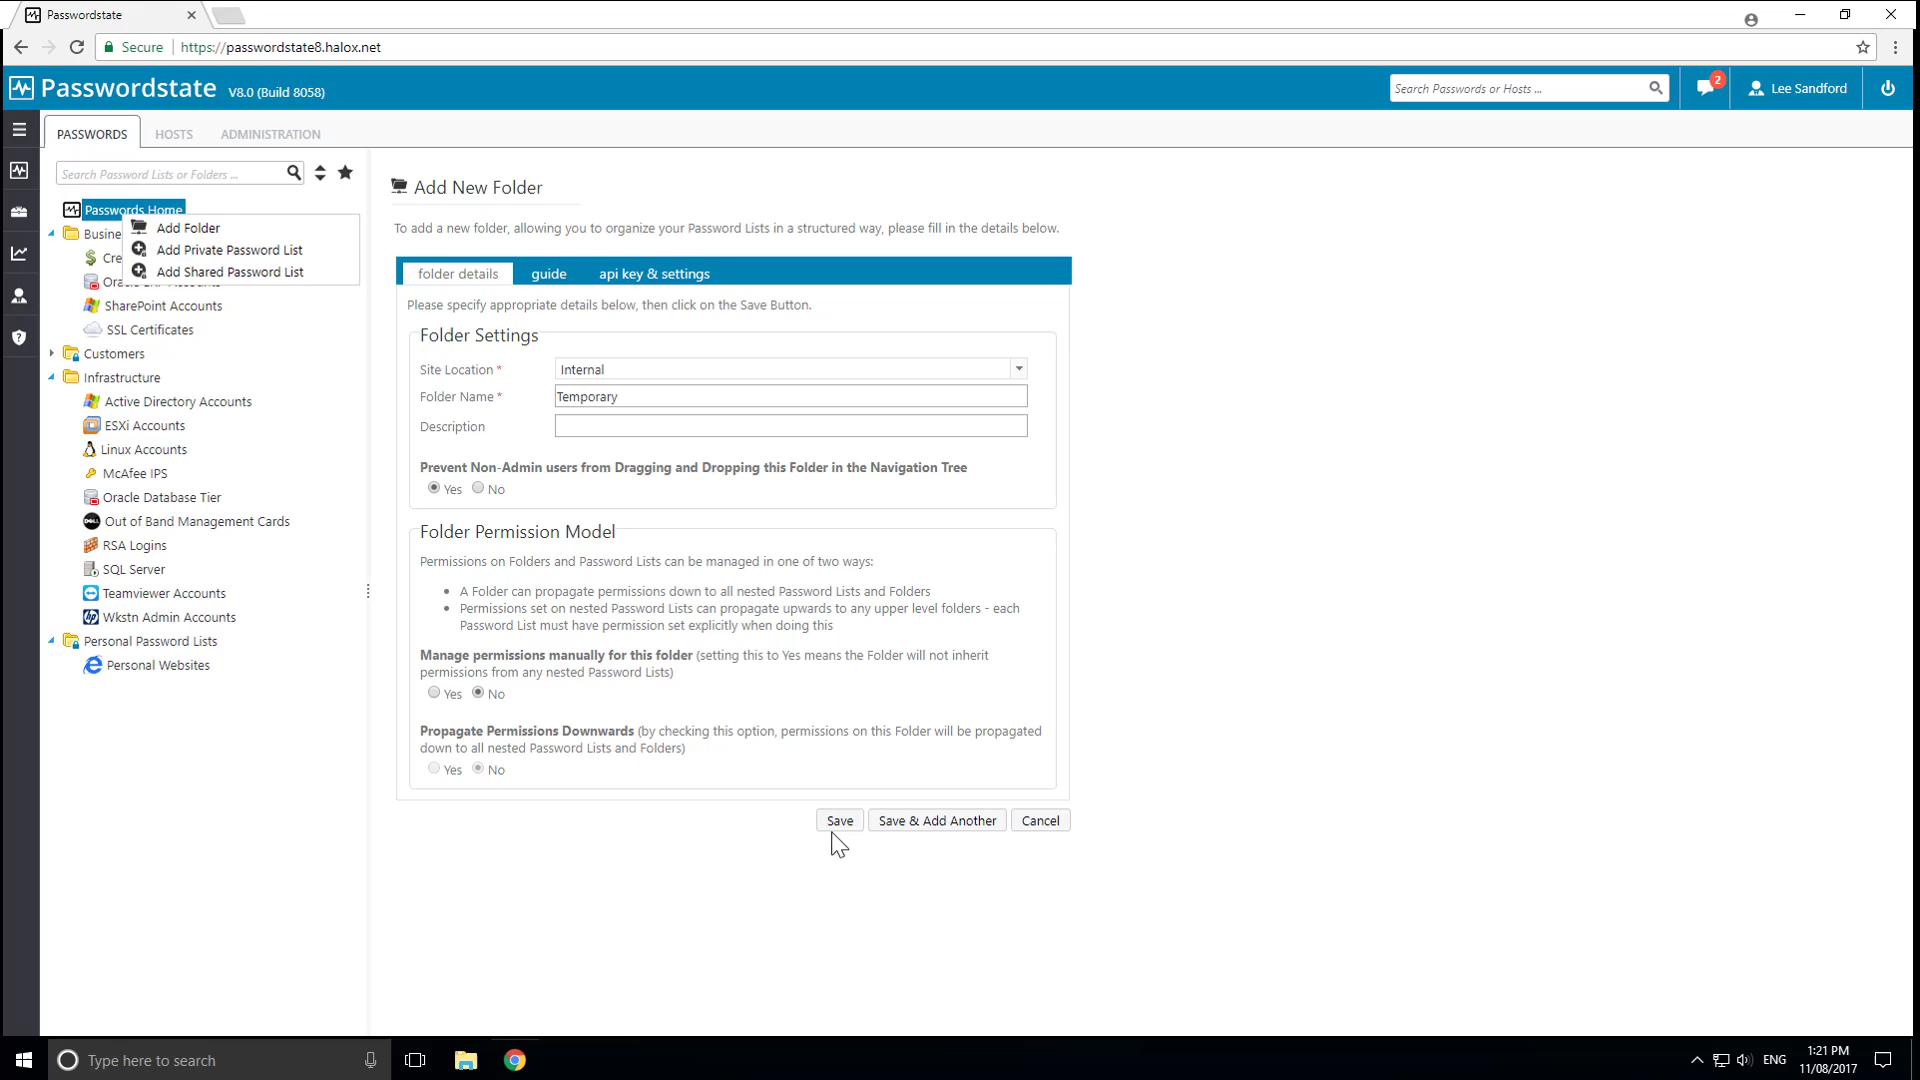 Passwordstate
Secure https://passwordstate8.halox.net
Passwordstate V8.0 (Build 8058)
Search Passwords or Hosts ...
2
Lee Sandford
PASSWORDS HOSTS ADMINISTRATION
Search Password Lists or Folders ...
Passwords Home
Add Folder
Add Private Password List
Add Shared Password List
Busine
Cre
SharePoint Accounts
SSL Certificates
Customers
Infrastructure
Active Directory Accounts
ESXi Accounts
Linux Accounts
McAfee IPS
Oracle Database Tier
Out of Band Management Cards
RSA Logins
SQL Server
Teamviewer Accounts
Wkstn Admin Accounts
Personal Password Lists
Personal Websites
Add New Folder
To add a new folder, allowing you to organize your Password Lists in a structured way, please fill in the details below.
folder details guide api key & settings
Please specify appropriate details below, then click on the Save Button.
Folder Settings
Site Location * Internal
Folder Name * Temporary
Description
Prevent Non-Admin users from Dragging and Dropping this Folder in the Navigation Tree
Yes No
Folder Permission Model
Permissions on Folders and Password Lists can be managed in one of two ways:
• A Folder can propagate permissions down to all nested Password Lists and Folders
• Permissions set on nested Password Lists can propagate upwards to any upper level folders - each
Password List must have permission set explicitly when doing this
Manage permissions manually for this folder (setting this to Yes means the Folder will not inherit
permissions from any nested Password Lists)
Yes No
Propagate Permissions Downwards (by checking this option, permissions on this Folder will be propagated
down to all nested Password Lists and Folders)
Yes No
Save Save & Add Another Cancel
Type here to search
ENG
1:21 PM
11/08/2017